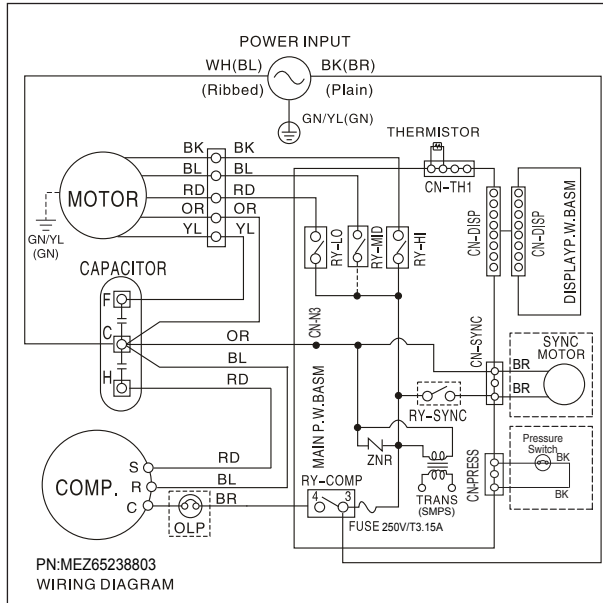 POWER INPUT
WH(BL)
BK(BR)
(Ribbed)
(Plain)
GN/YL(GN)
THERMISTOR
CN-TH1
BK
BK
BL
BL
RD
RD
OR
OR
YL
YL
MOTOR
GN/YL
(GN)
RY-LO
RY-MID
RY-HI
CN-DISP
CN-DISP
DISPLAY P.W.BASM
CAPACITOR
F
C
H
OR
BL
RD
CN-N3
CN-SYNC
SYNC
MOTOR
BR
BR
RY-SYNC
MAIN P.W.BASM
ZNR
TRANS
(SMPS)
CN-PRESS
Pressure
Switch
BK
BK
COMP.
S
R
C
RD
BL
BR
OLP
RY-COMP
4
3
FUSE 250V/T3.15A
PN:MEZ65238803
WIRING DIAGRAM